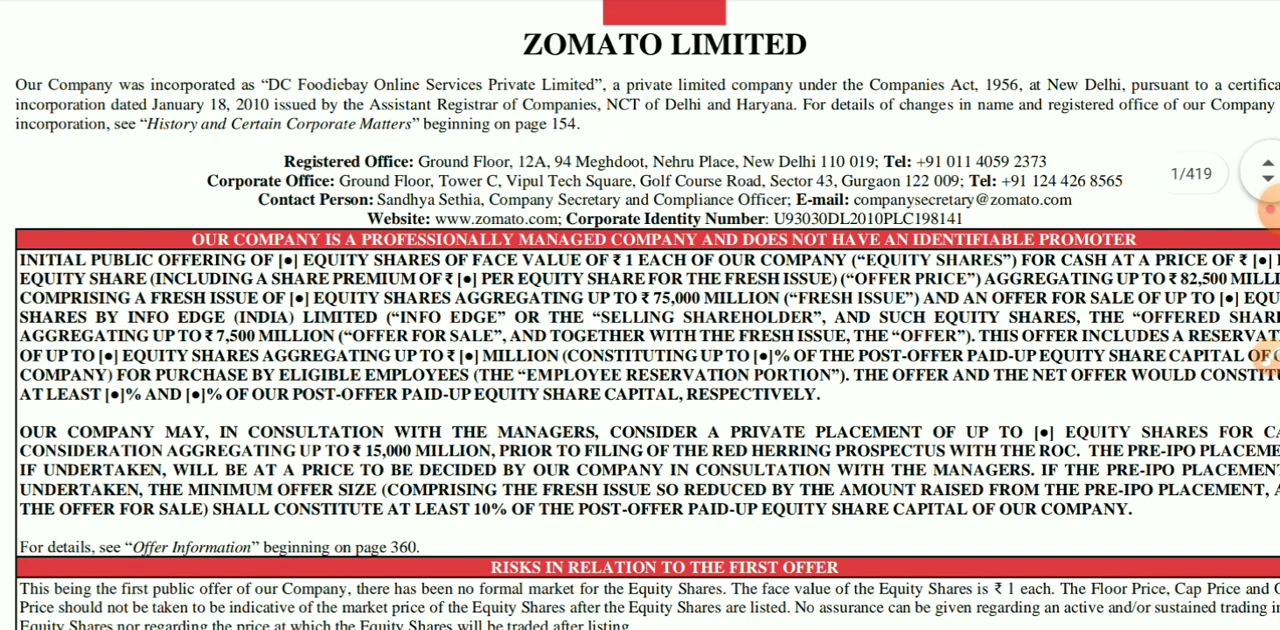 ZOMATO LIMITED
Our Company was incorporated as “DC Foodiebay Online Services Private Limited”, a private limited company under the Companies Act, 1956, at New Delhi, pursuant to a
incorporation dated January 18, 2010 issued by the Assistant Registrar of Companies, NCT of Delhi and Haryana. For details of changes in name and registered office of our Company
incorporation, see “History and Certain Corporate Matters” beginning on page 154.
Registered Office: Ground Floor, 12A, 94 Meghdoot, Nehru Place, New Delhi 110 019; Tel: +91 011 4059 2373
Corporate Office: Ground Floor, Tower C, Vipul Tech Square, Golf Course Road, Sector 43, Gurgaon 122 009; Tel: +91 124 426 8565
1/419
Contact Person: Sandhya Sethia, Company Secretary and Compliance Officer; E-mail: companysecretary@zomato.com
Website: www.zomato.com; Corporate Identity Number: U93030DL2010PLC198141
OUR COMPANY IS A PROFESSIONALLY MANAGED COMPANY AND DOES NOT HAVE AN IDENTIFIABLE PROMOTER
INITIAL PUBLIC OFFERING OF [●] EQUITY SHARES OF FACE VALUE OF ₹ 1 EACH OF OUR COMPANY (“EQUITY SHARES”) FOR CASH AT A PRICE OF ₹ [●]
EQUITY SHARE (INCLUDING A SHARE PREMIUM OF ₹ [●] PER EQUITY SHARE FOR THE FRESH ISSUE) (“OFFER PRICE”) AGGREGATING UP TO ₹ 82,500
COMPRISING A FRESH ISSUE OF [●] EQUITY SHARES AGGREGATING UP TO ₹ 75,000 MILLION (“FRESH ISSUE”) AND AN OFFER FOR SALE OF UP TO [●]
SHARES BY INFO EDGE (INDIA) LIMITED (“INFO EDGE” OR THE “SELLING SHAREHOLDER”, AND SUCH EQUITY SHARES, THE “OFFERED
AGGREGATING UP TO ₹ 7,500 MILLION (“OFFER FOR SALE”, AND TOGETHER WITH THE FRESH ISSUE, THE “OFFER”). THIS OFFER INCLUDES A
OF UP TO [●] EQUITY SHARES AGGREGATING UP TO ₹ [●] MILLION (CONSTITUTING UP TO [●]% OF THE POST-OFFER PAID-UP EQUITY SHARE CAPITAL OF
COMPANY) FOR PURCHASE BY ELIGIBLE EMPLOYEES (THE “EMPLOYEE RESERVATION PORTION”). THE OFFER AND THE NET OFFER WOULD
AT LEAST [●]% AND [●]% OF OUR POST-OFFER PAID-UP EQUITY SHARE CAPITAL, RESPECTIVELY.
OUR COMPANY MAY, IN CONSULTATION WITH THE MANAGERS, CONSIDER A PRIVATE PLACEMENT OF UP TO [●] EQUITY SHARES FOR
CONSIDERATION AGGREGATING UP TO ₹ 15,000 MILLION, PRIOR TO FILING OF THE RED HERRING PROSPECTUS WITH THE ROC. THE PRE-IPO
IF UNDERTAKEN, WILL BE AT A PRICE TO BE DECIDED BY OUR COMPANY IN CONSULTATION WITH THE MANAGERS. IF THE PRE-IPO PLACEMENT
UNDERTAKEN, THE MINIMUM OFFER SIZE (COMPRISING THE FRESH ISSUE SO REDUCED BY THE AMOUNT RAISED FROM THE PRE-IPO PLACEMENT,
THE OFFER FOR SALE) SHALL CONSTITUTE AT LEAST 10% OF THE POST-OFFER PAID-UP EQUITY SHARE CAPITAL OF OUR COMPANY.
For details, see “Offer Information” beginning on page 360.
RISKS IN RELATION TO THE FIRST OFFER
This being the first public offer of our Company, there has been no formal market for the Equity Shares. The face value of the Equity Shares is ₹ 1 each. The Floor Price, Cap Price and
Price should not be taken to be indicative of the market price of the Equity Shares after the Equity Shares are listed. No assurance can be given regarding an active and/or sustained trading
Equity Shares nor regarding the price at which the Equity Shares will be traded after listing.